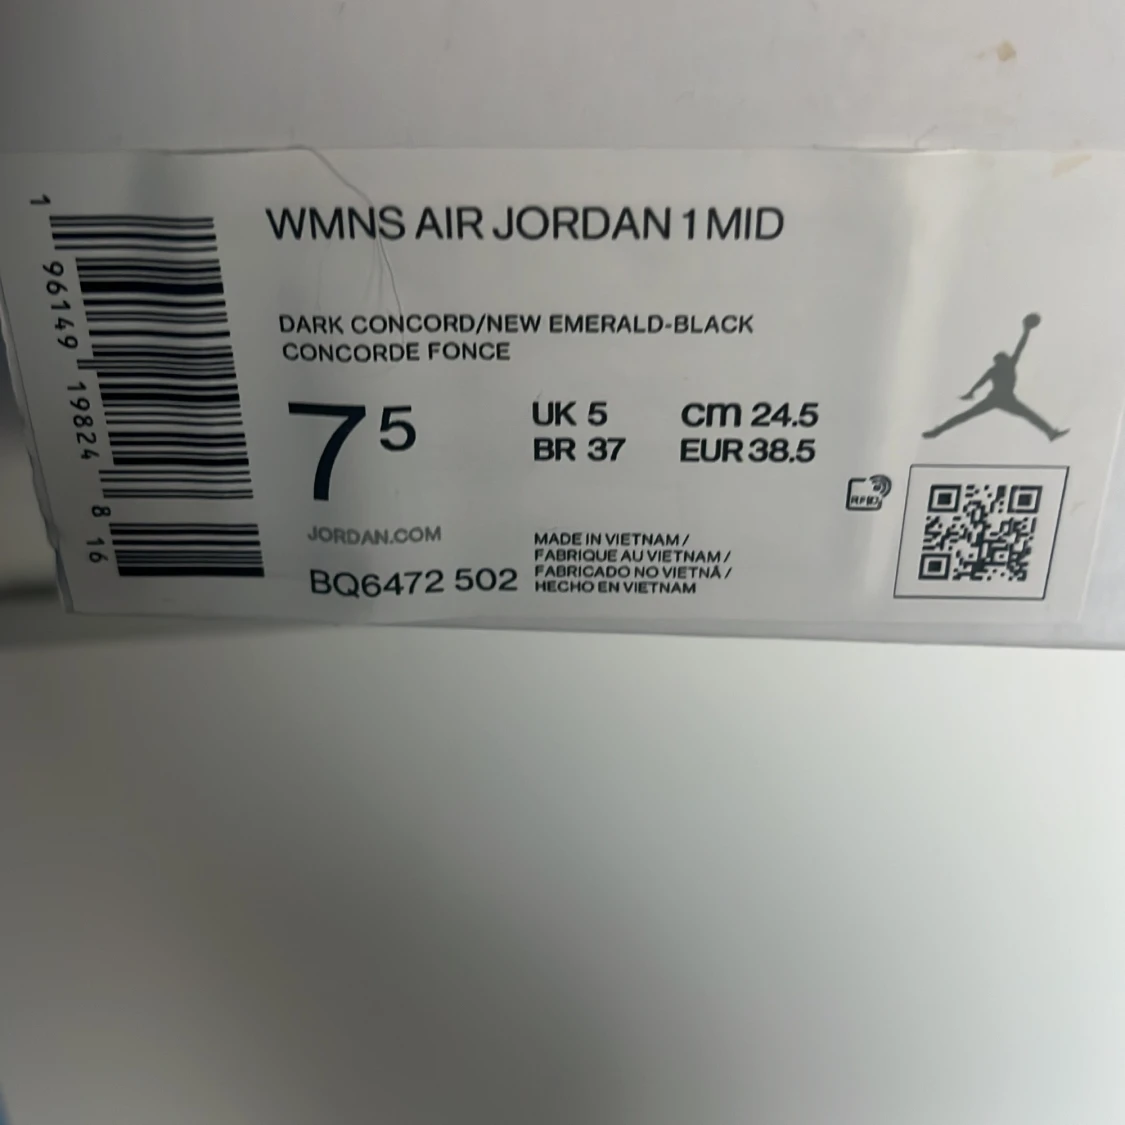 WMNS AIR JORDAN 1 MID
DARK CONCORD/NEW EMERALD-BLACK
CONCORDE FONCE
7 5
UK 5 cm 24.5
BR 37 EUR 38.5
RFID
JORDAN.COM
BQ6472 502
MADE IN VIETNAM/
FABRIQUE AU VIETNAM/
FABRICADO NO VIETNÃ/
HECHO EN VIETNAM
1 96149 19824 8 16